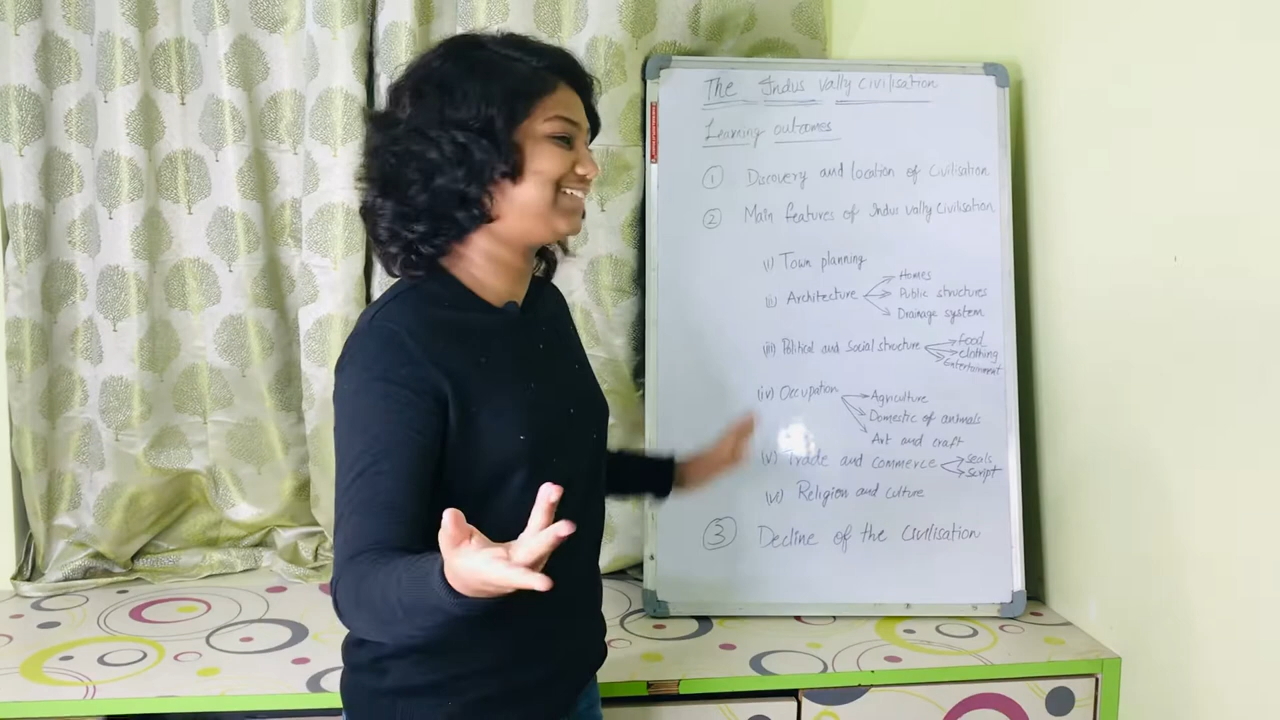 The Indus Vally Civilisation
Learning outcomes
① Discovery and location of Civilisation
② Main features of Indus Vally Civilisation
(i) Town planning
(ii) Architecture
Homes
Public structures
Drainage system
(iii) Political and Social structure
food
clothing
Entertainment
(iv) Occupation
Agriculture
Domestic of animals
Art and craft
(v) Trade and commerce
seals
script
(vi) Religion and culture
③ Decline of the Civilisation